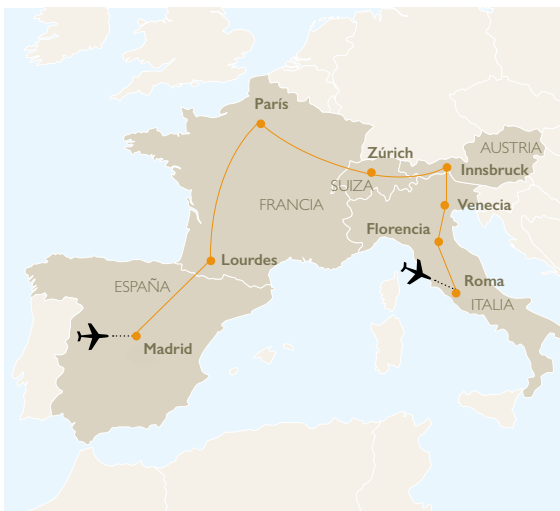 París
Zúrich
AUSTRIA
Innsbruck
SUIZA
FRANCIA
Venecia
Florencia
Lourdes
ESPAÑA
Roma
ITALIA
Madrid